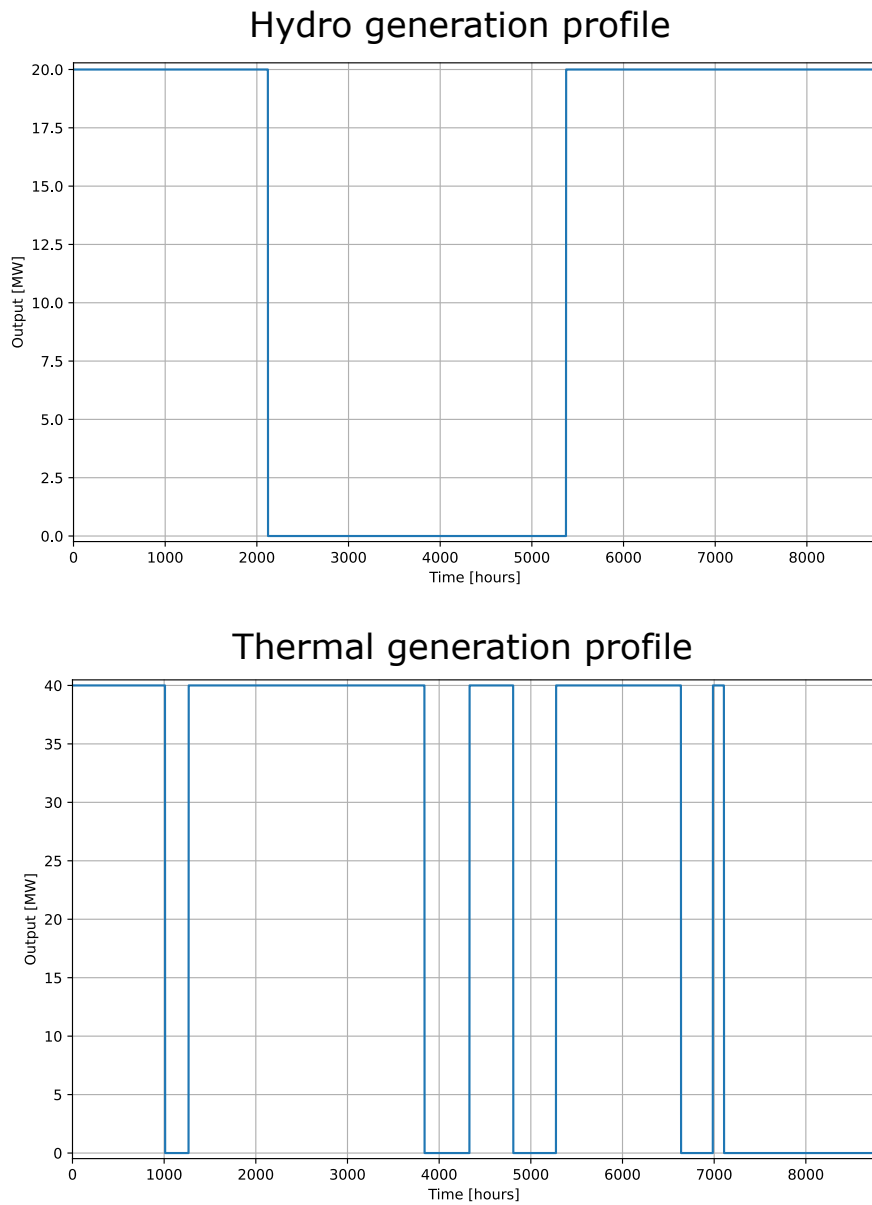 Hydro generation profile
20.0
17.5
15.0
12.5
10.0
7.5
5.0
2.5
0.0
Output [MW]
0 1000 2000 3000 4000 5000 6000 7000 8000
Time [hours]
Thermal generation profile
40
35
30
25
20
15
10
5
0
Output [MW]
0 1000 2000 3000 4000 5000 6000 7000 8000
Time [hours]